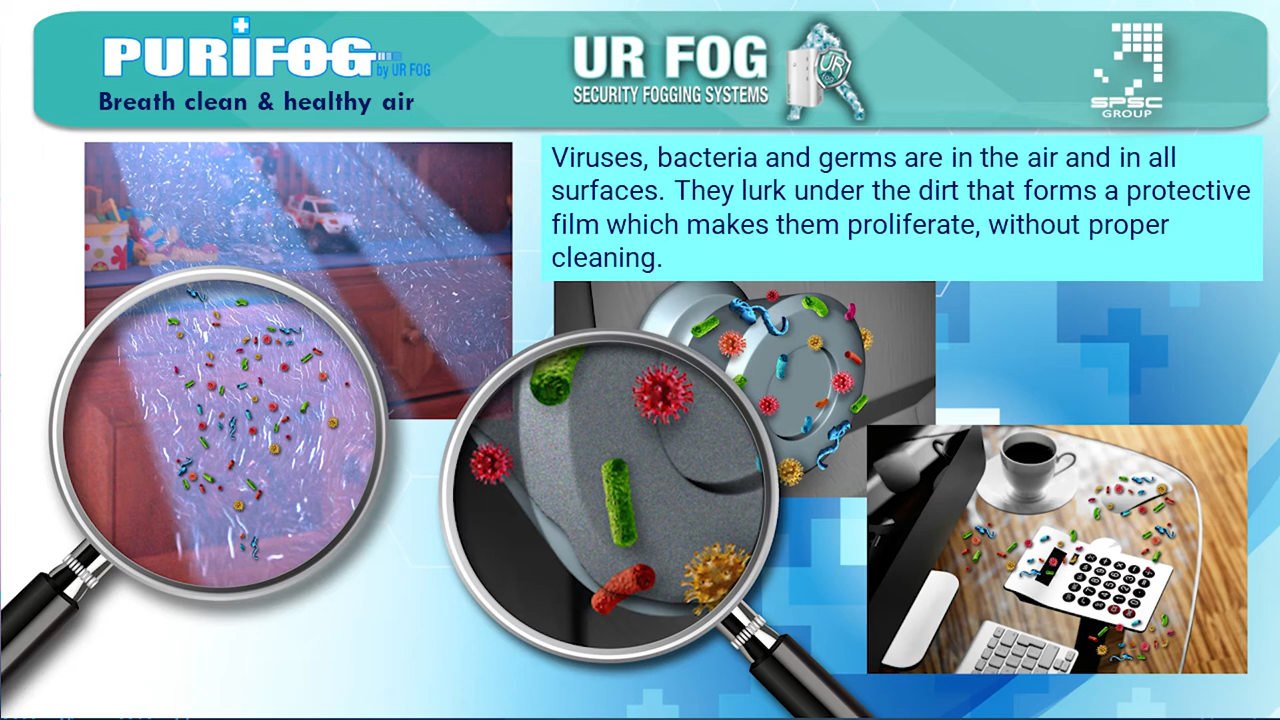 PURIFOG
by UR FOG
Breath clean & healthy air
UR FOG
SECURITY FOGGING SYSTEMS
UR
FOG
SPSC
GROUP
Viruses, bacteria and germs are in the air and in all
surfaces. They lurk under the dirt that forms a protective
film which makes them proliferate, without proper
cleaning.